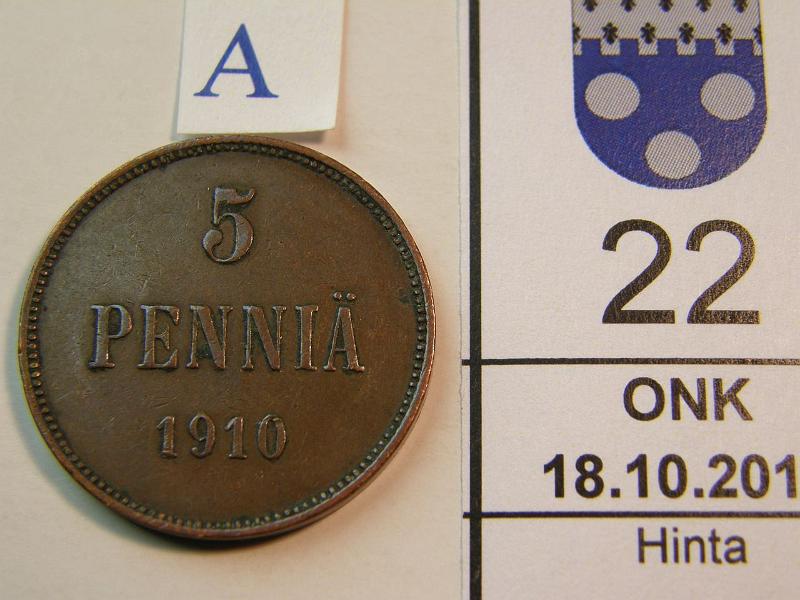 A
5
PENNIÄ
1910
22
ONK
18.10.201
Hinta